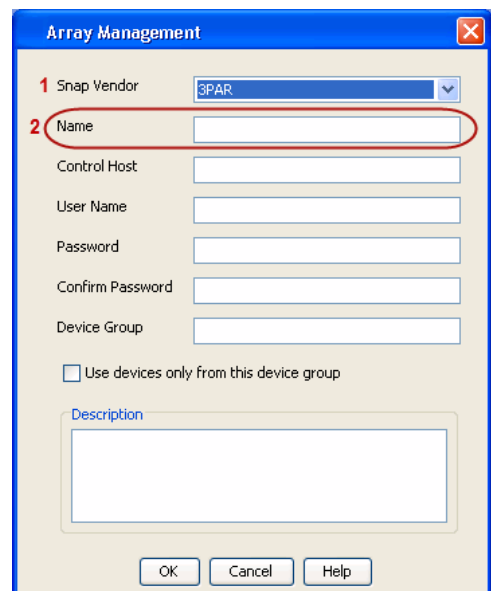 Array Management
1 Snap Vendor 3PAR
2 Name
Control Host
User Name
Password
Confirm Password
Device Group
Use devices only from this device group
Description
OK Cancel Help